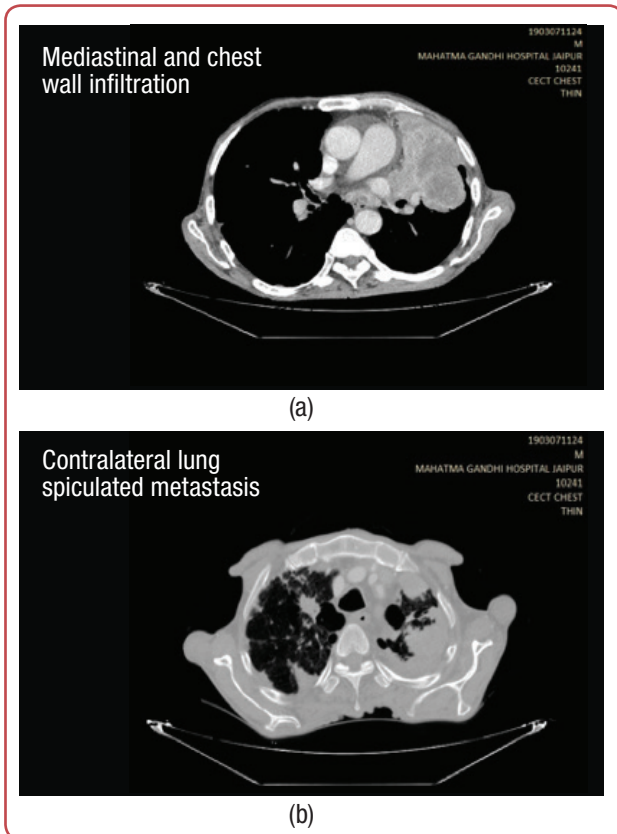 Mediastinal and chest
wall infiltration
1903071124
M
MAHATMA GANDHI HOSPITAL JAIPUR
10241
CECT CHEST
THIN
(a)
Contralateral lung
spiculated metastasis
1903071124
M
MAHATMA GANDHI HOSPITAL JAIPUR
10241
CECT CHEST
THIN
(b)